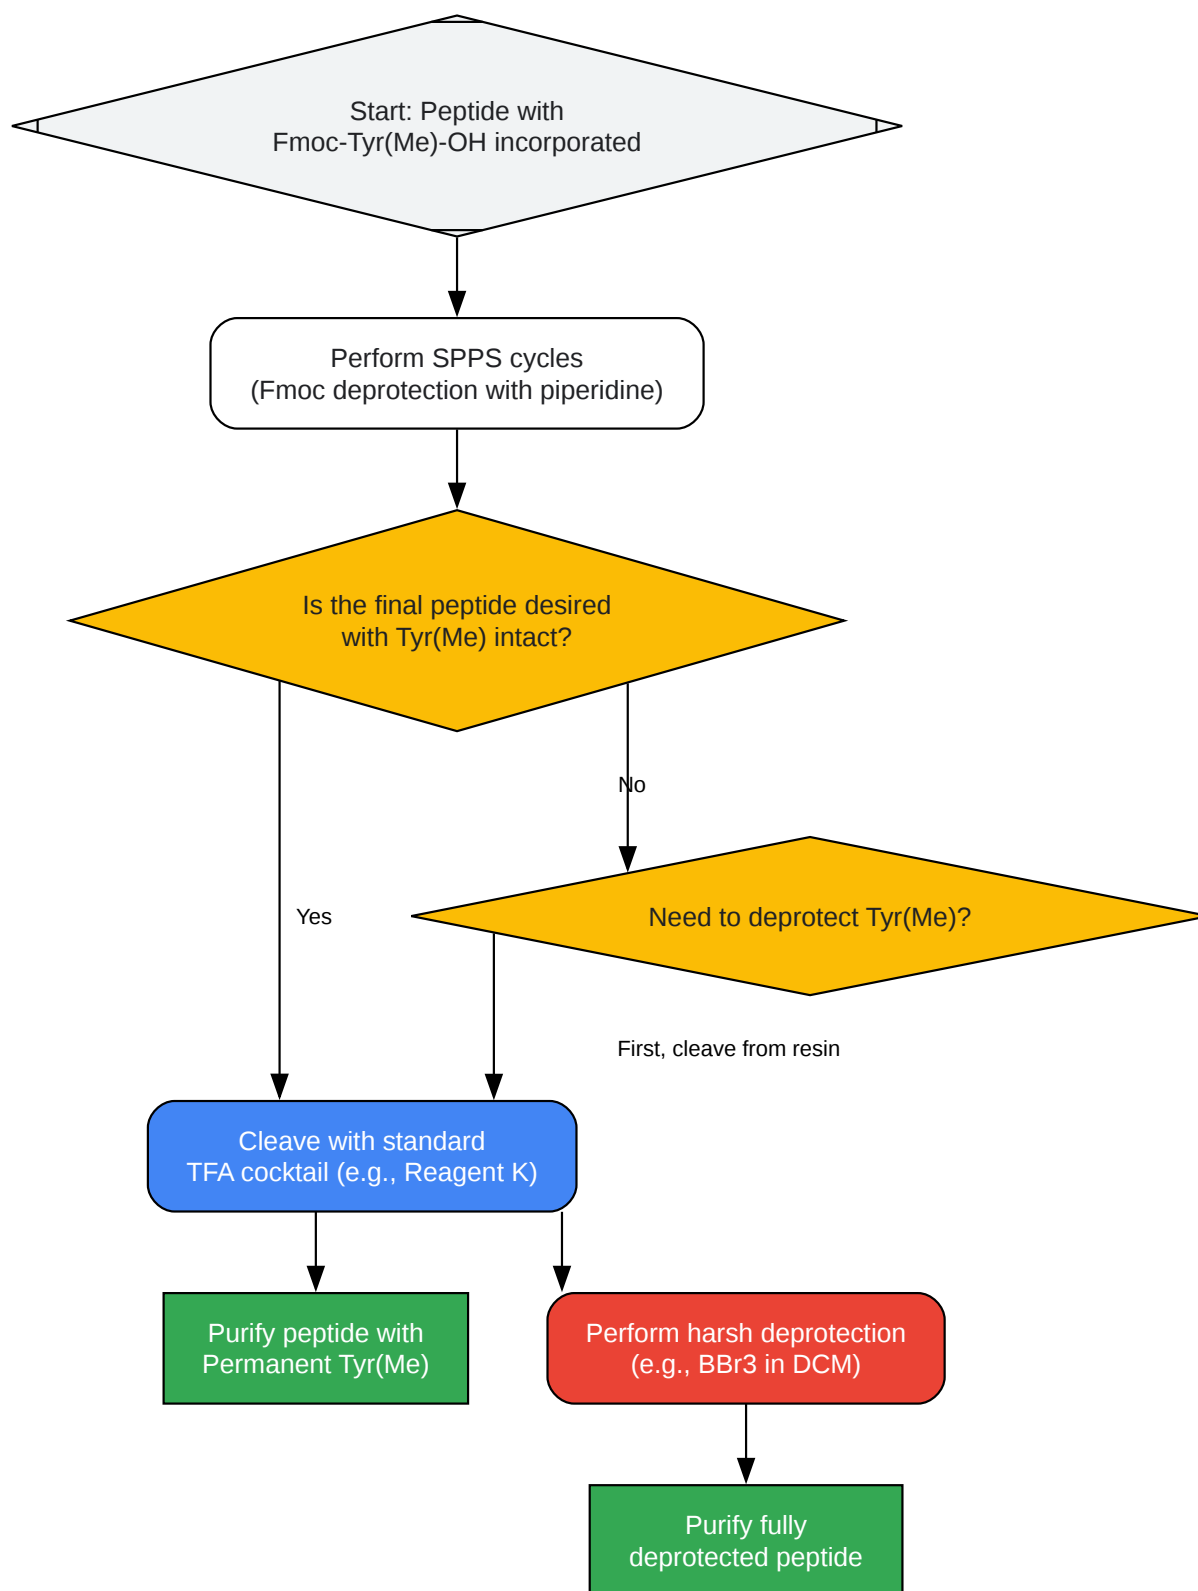 Start: Peptide with
Fmoc-Tyr(Me)-OH incorporated
Perform SPPS cycles
(Fmoc deprotection with piperidine)
Is the final peptide desired
with Tyr(Me) intact?
No
Yes
Need to deprotect Tyr(Me)?
First, cleave from resin
Cleave with standard
TFA cocktail (e.g., Reagent K)
Purify peptide with
Permanent Tyr(Me)
Perform harsh deprotection
(e.g., BBr3 in DCM)
Purify fully
deprotected peptide